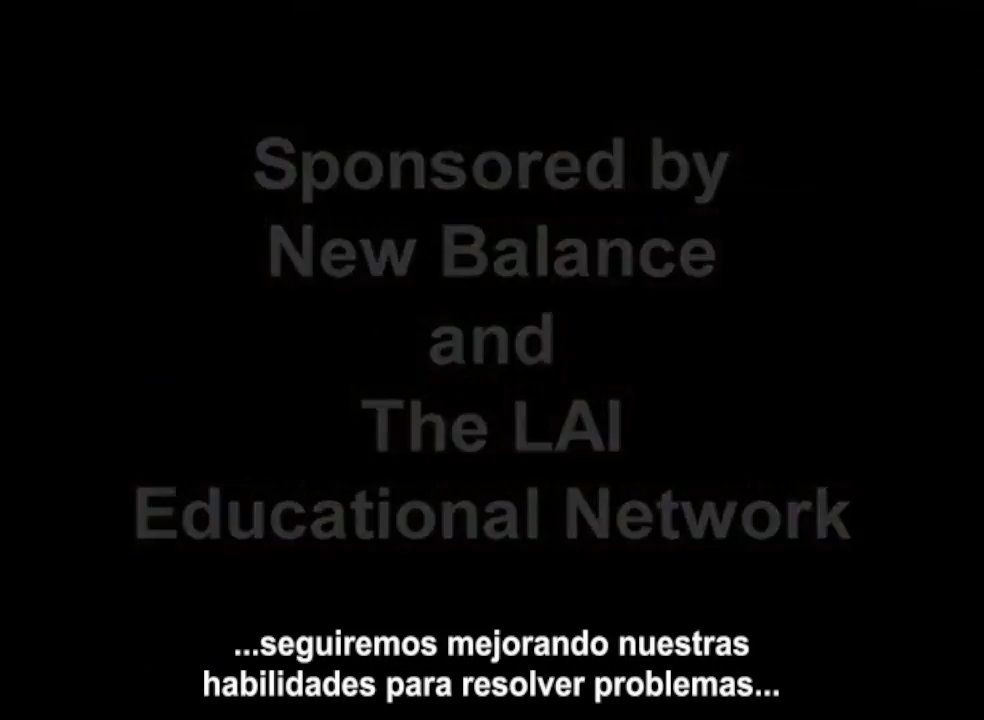 Sponsored by
New Balance
and
The LAI
Educational Network
...seguiremos mejorando nuestras
habilidades para resolver problemas...